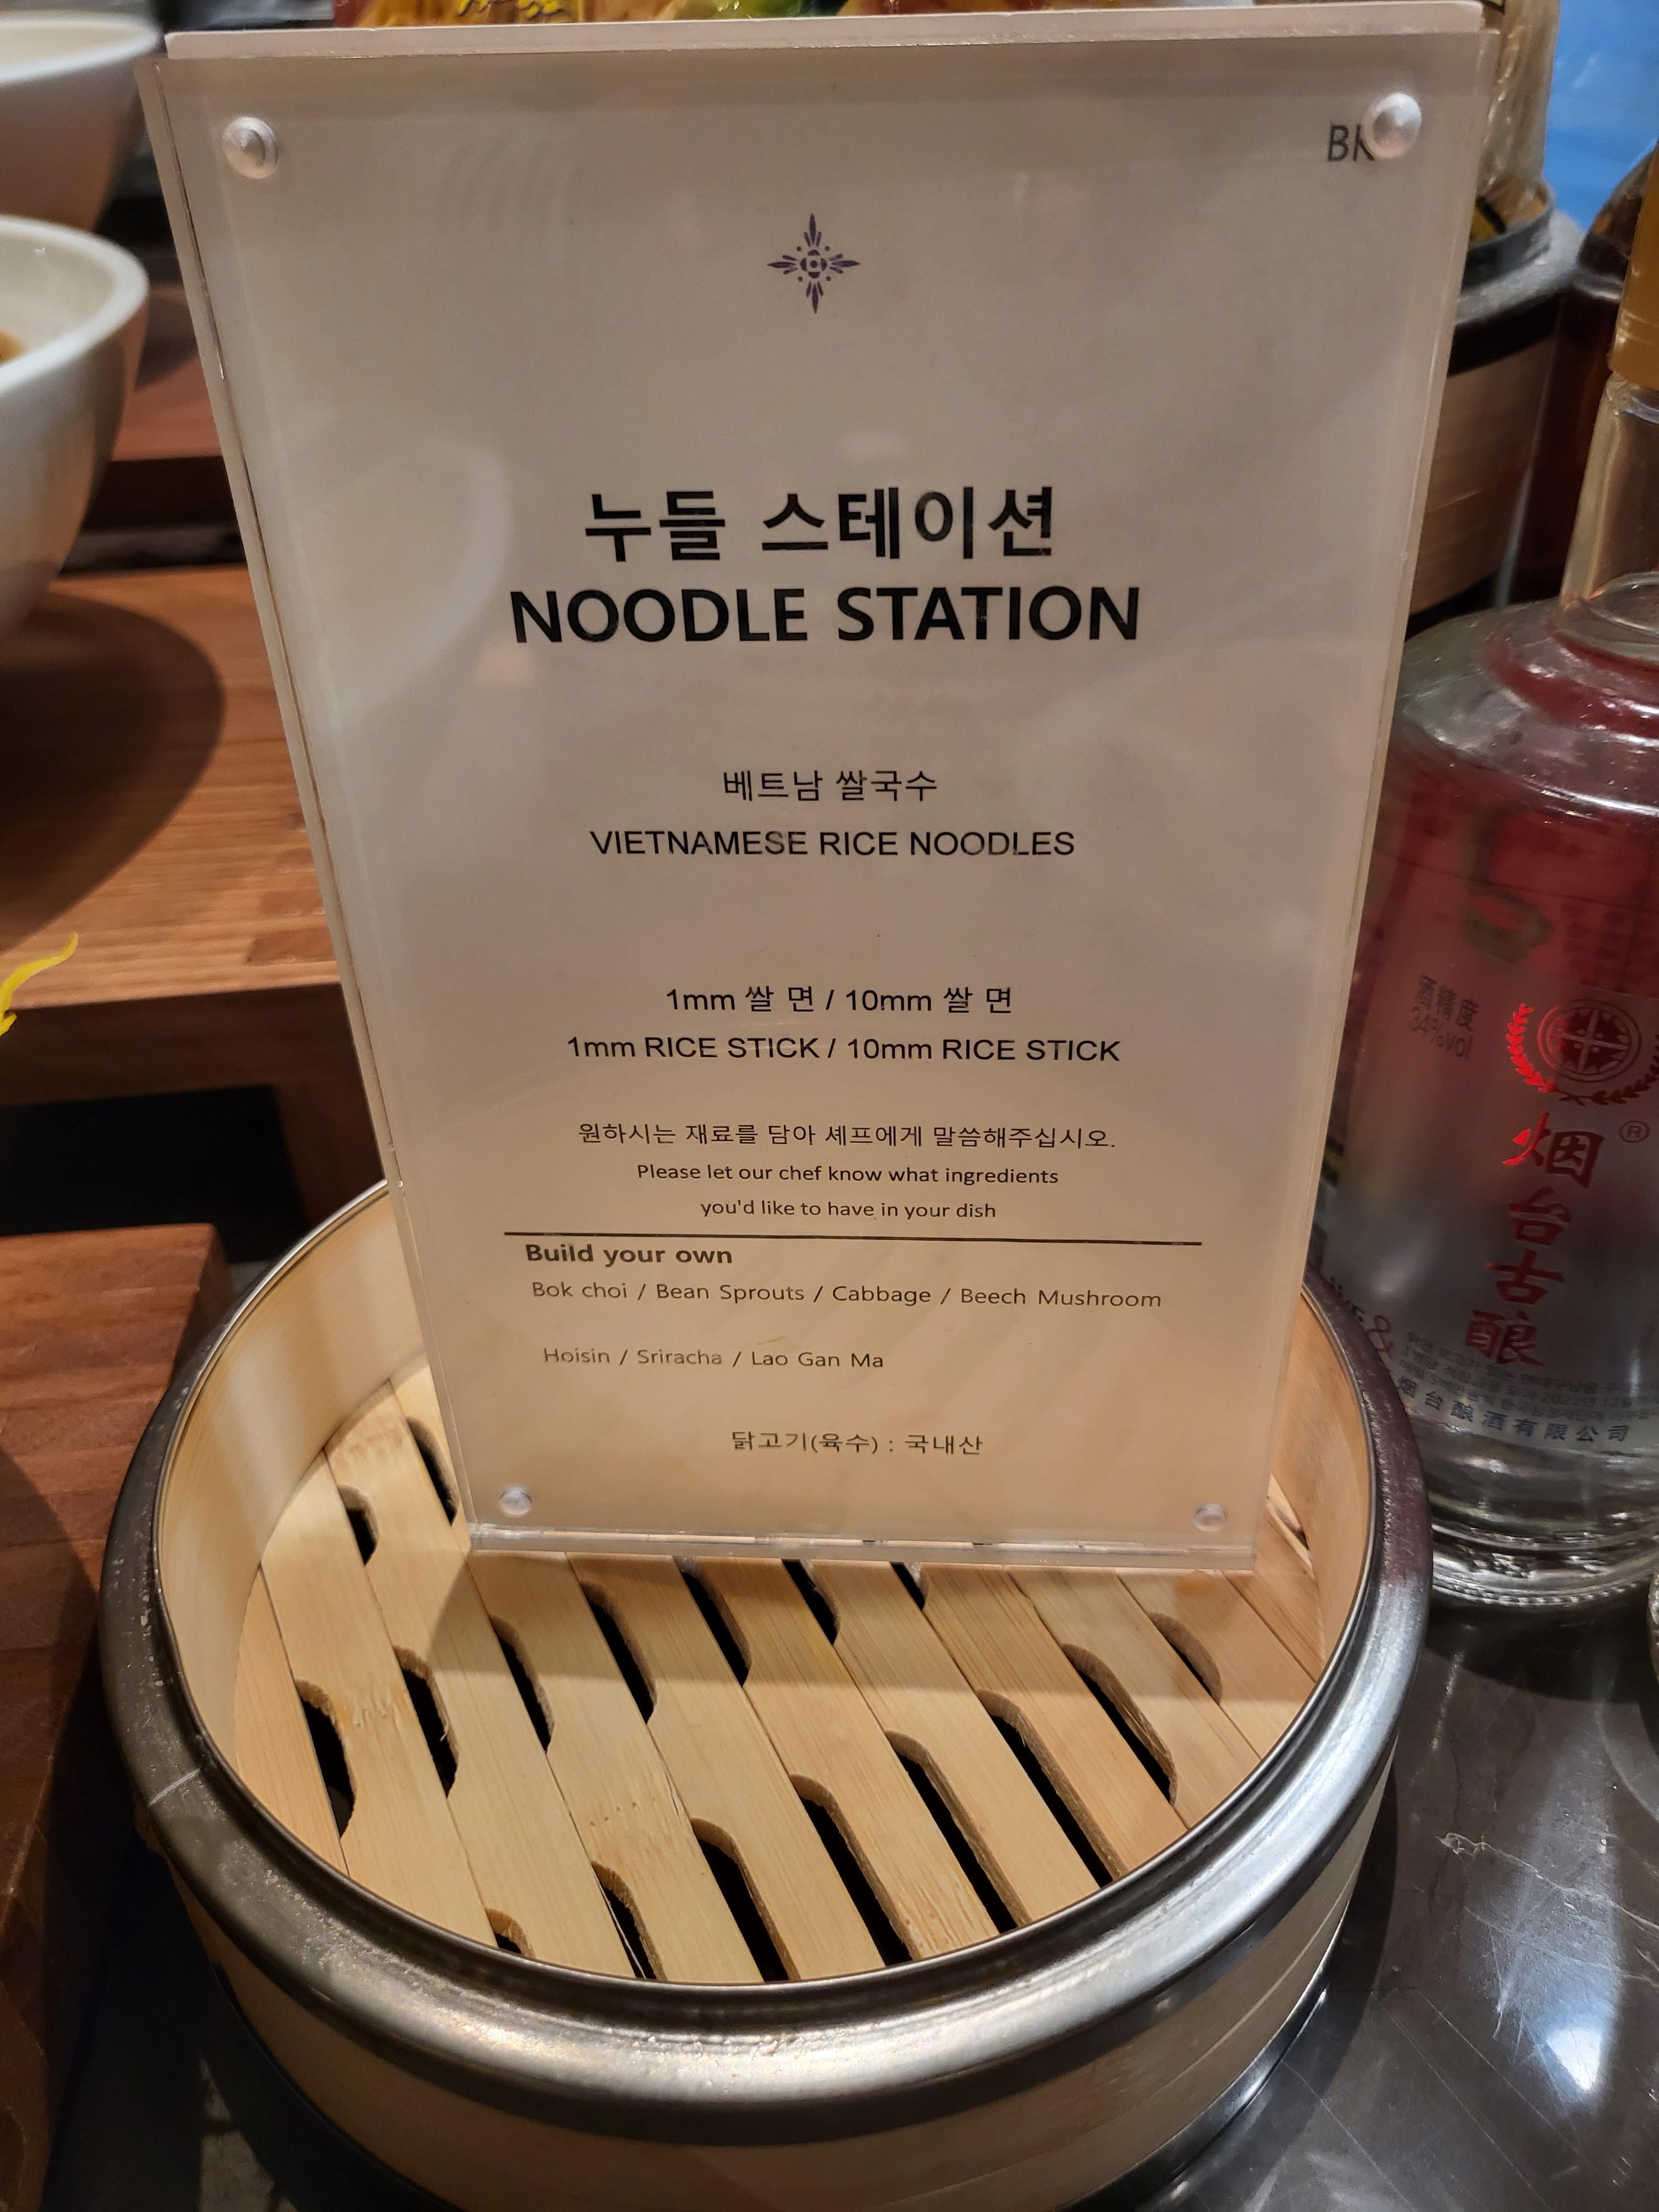 누들 스테이션
NOODLE STATION
베트남 쌀국수
VIETNAMESE RICE NOODLES
1mm 쌀 면 / 10mm 쌀 면
1mm RICE STICK / 10mm RICE STICK
원하시는 재료를 담아 셰프에게 말씀해주십시오.
Please let our chef know what ingredients
you'd like to have in your dish
Build your own
Bok choi / Bean Sprouts / Cabbage / Beech Mushroom
Hoisin / Sriracha / Lao Gan Ma
닭고기(육수) : 국내산
酒精度
34%vol
烟台古酿®
烟台酿酒有限公司